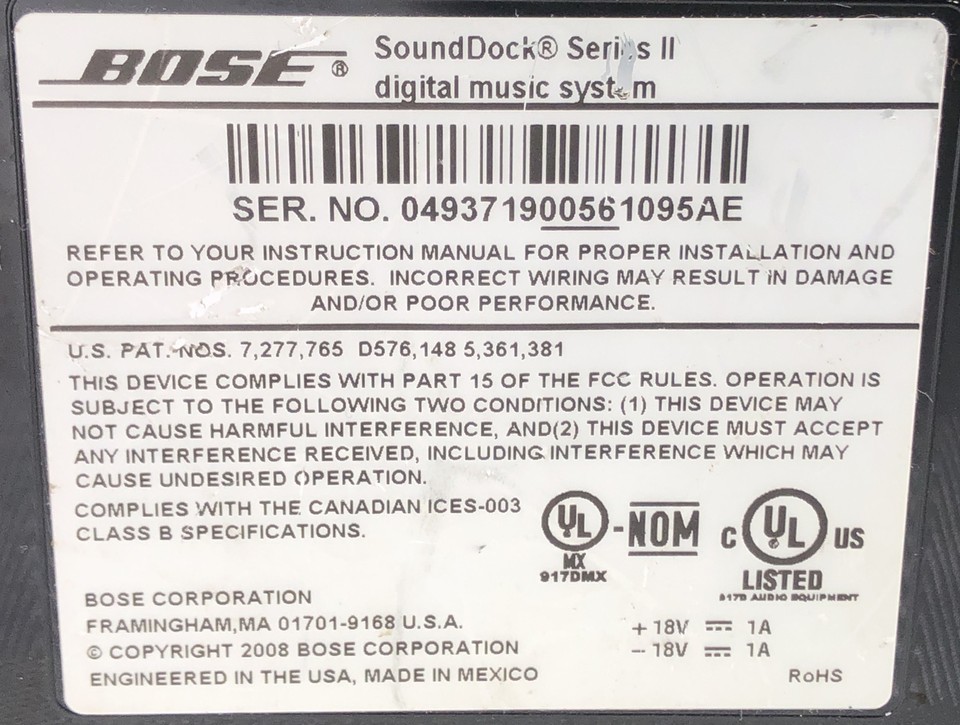 BOSE® SoundDock® Series II
digital music system
SER. NO. 049371900561095AE
REFER TO YOUR INSTRUCTION MANUAL FOR PROPER INSTALLATION AND
OPERATING PROCEDURES. INCORRECT WIRING MAY RESULT IN DAMAGE
AND/OR POOR PERFORMANCE.
U.S. PAT. NOS. 7,277,765 D576,148 5,361,381
THIS DEVICE COMPLIES WITH PART 15 OF THE FCC RULES. OPERATION IS
SUBJECT TO THE FOLLOWING TWO CONDITIONS: (1) THIS DEVICE MAY
NOT CAUSE HARMFUL INTERFERENCE, AND(2) THIS DEVICE MUST ACCEPT
ANY INTERFERENCE RECEIVED, INCLUDING INTERFERENCE WHICH MAY
CAUSE UNDESIRED OPERATION.
COMPLIES WITH THE CANADIAN ICES-003
CLASS B SPECIFICATIONS.
UL-NOM C UL US
MX
917DMX
LISTED
917D AUDIO EQUIPMENT
BOSE CORPORATION
FRAMINGHAM,MA 01701-9168 U.S.A.
© COPYRIGHT 2008 BOSE CORPORATION
ENGINEERED IN THE USA, MADE IN MEXICO
+18V ⎓ 1A
−18V ⎓ 1A
RoHS